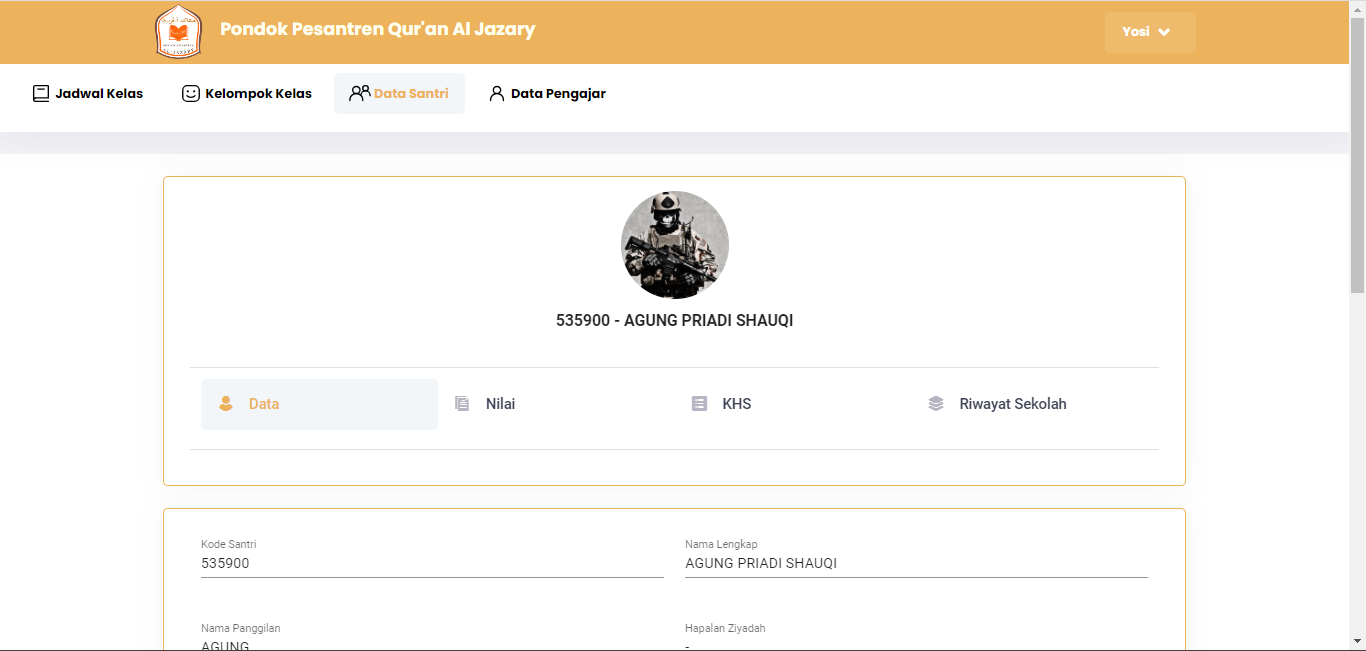 Pondok Pesantren Qur'an Al Jazary
Yosi
Jadwal Kelas
Kelompok Kelas
Data Santri
Data Pengajar
535900 - AGUNG PRIADI SHAUQI
Data
Nilai
KHS
Riwayat Sekolah
Kode Santri
Nama Lengkap
535900
AGUNG PRIADI SHAUQI
Nama Panggilan
Hapalan Ziyadah
AGUNG
-